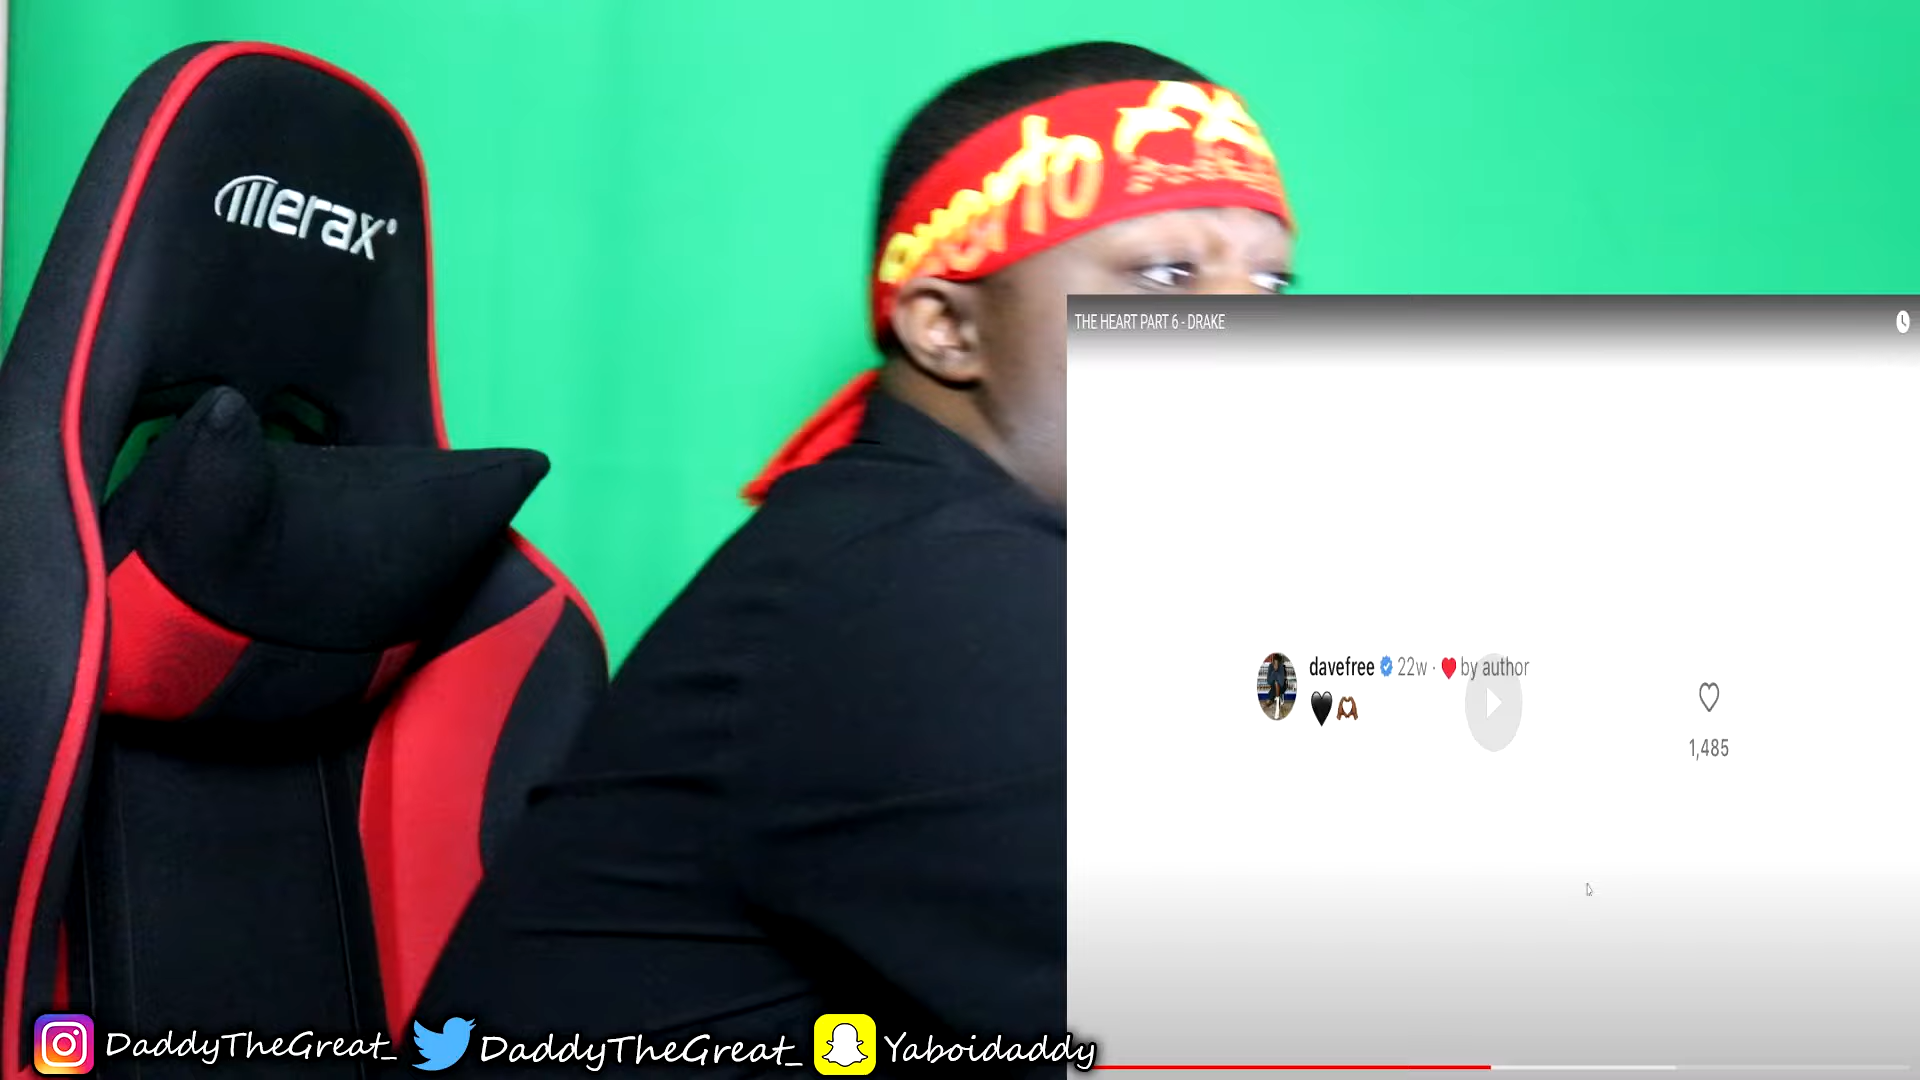 merax
THE HEART PART 6 - DRAKE
davefree 22w · ❤️ by author
🖤🫶🏾
1,485
DaddyTheGreat_
DaddyTheGreat_
Yaboidaddy